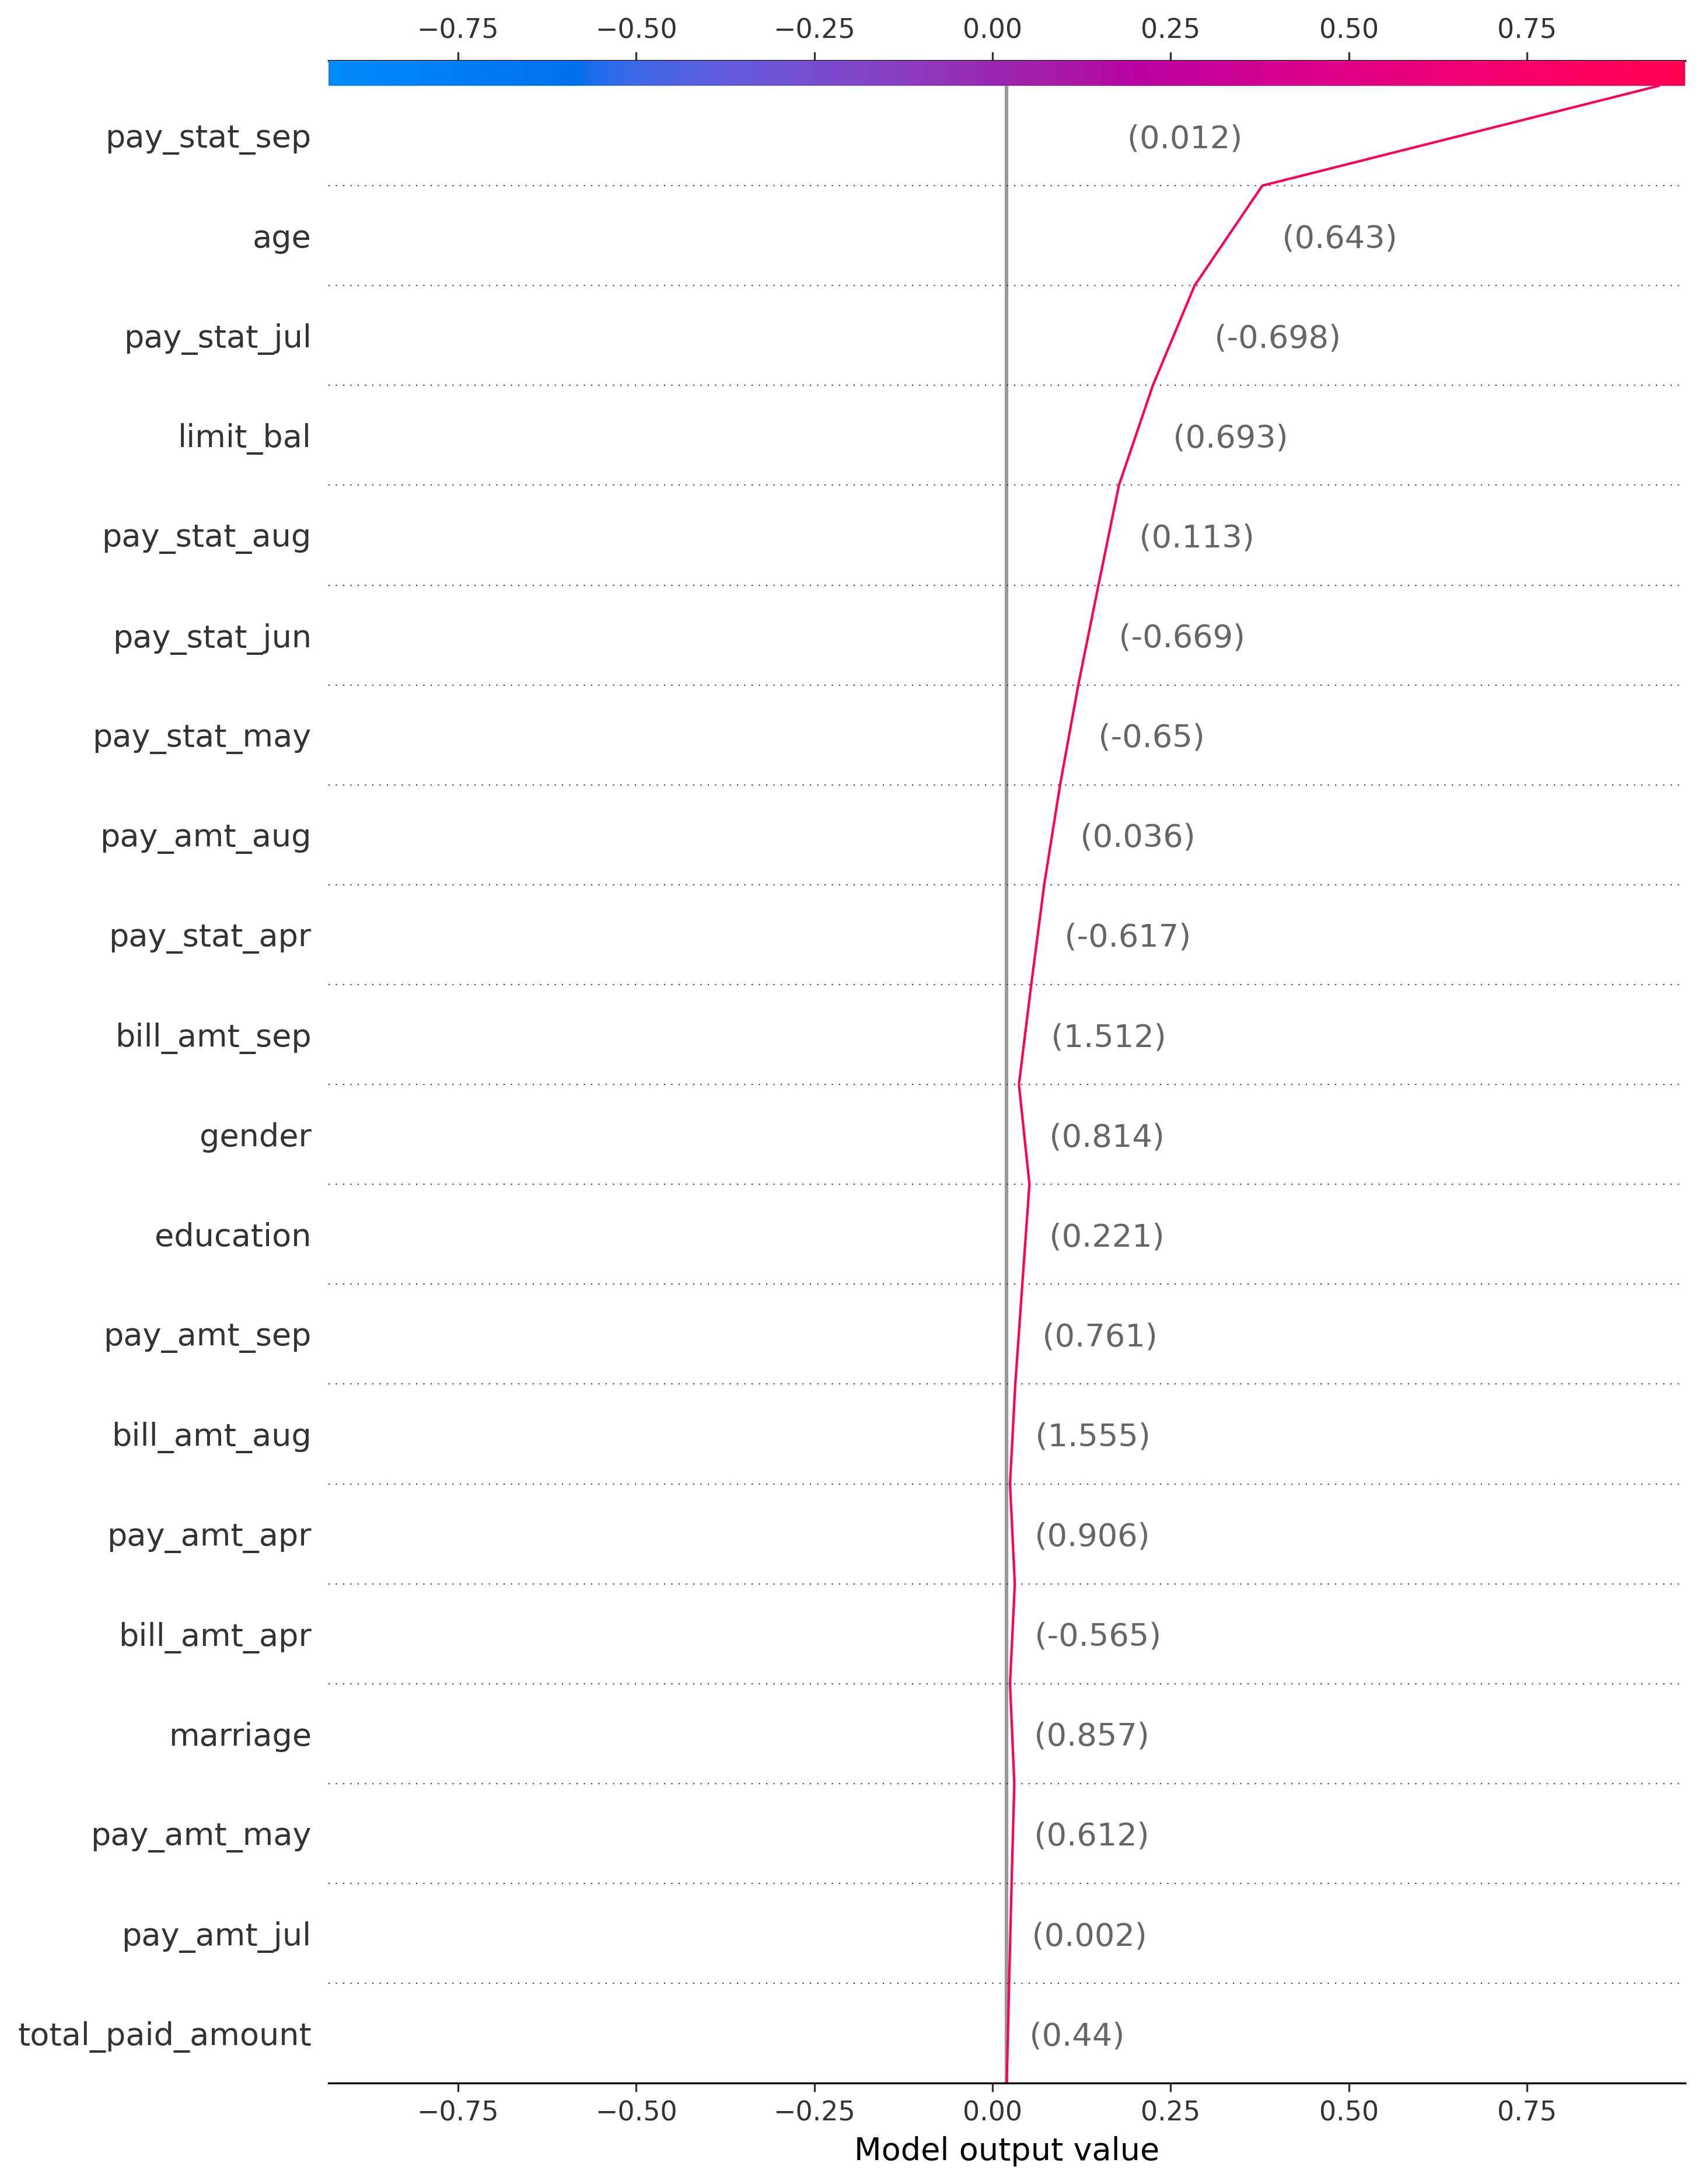 −0.75 −0.50 −0.25 0.00 0.25 0.50 0.75
pay_stat_sep (0.012)
age (0.643)
pay_stat_jul (-0.698)
limit_bal (0.693)
pay_stat_aug (0.113)
pay_stat_jun (-0.669)
pay_stat_may (-0.65)
pay_amt_aug (0.036)
pay_stat_apr (-0.617)
bill_amt_sep (1.512)
gender (0.814)
education (0.221)
pay_amt_sep (0.761)
bill_amt_aug (1.555)
pay_amt_apr (0.906)
bill_amt_apr (-0.565)
marriage (0.857)
pay_amt_may (0.612)
pay_amt_jul (0.002)
total_paid_amount (0.44)
−0.75 −0.50 −0.25 0.00 0.25 0.50 0.75
Model output value